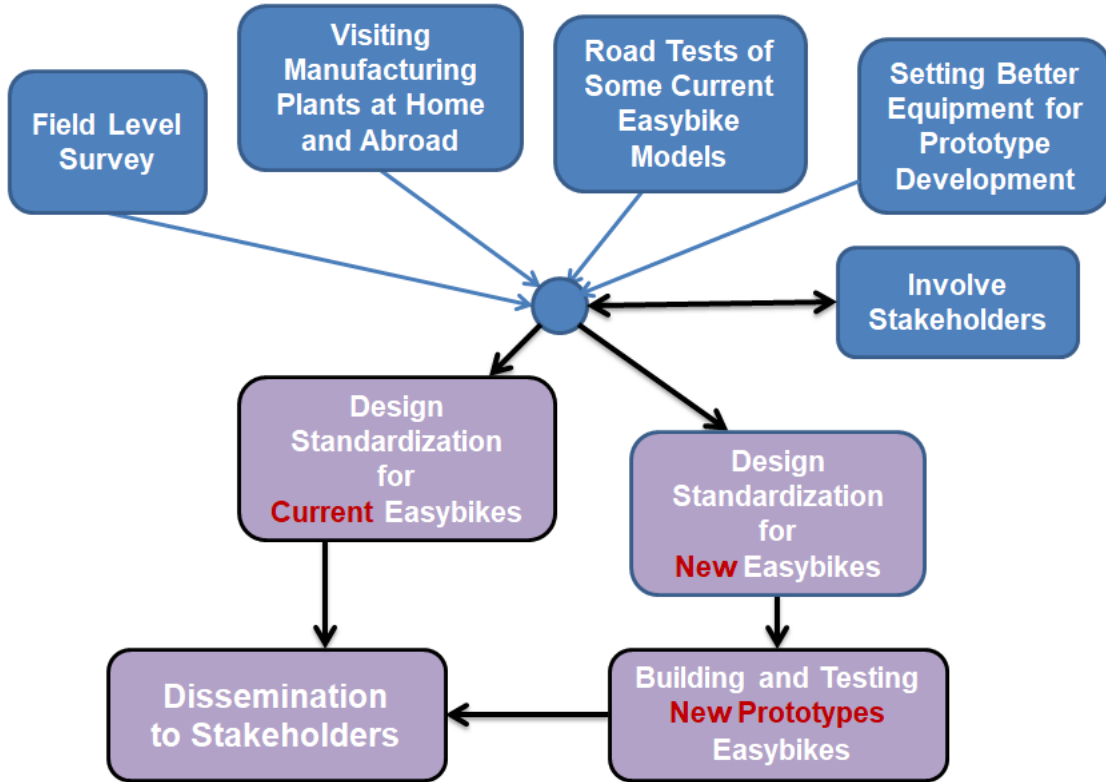 Field Level
Survey
Visiting
Manufacturing
Plants at Home
and Abroad
Road Tests of
Some Current
Easybike
Models
Setting Better
Equipment for
Prototype
Development
Involve
Stakeholders
Design
Standardization
for
Current Easybikes
Design
Standardization
for
New Easybikes
Dissemination
to Stakeholders
Building and Testing
New Prototypes
Easybikes